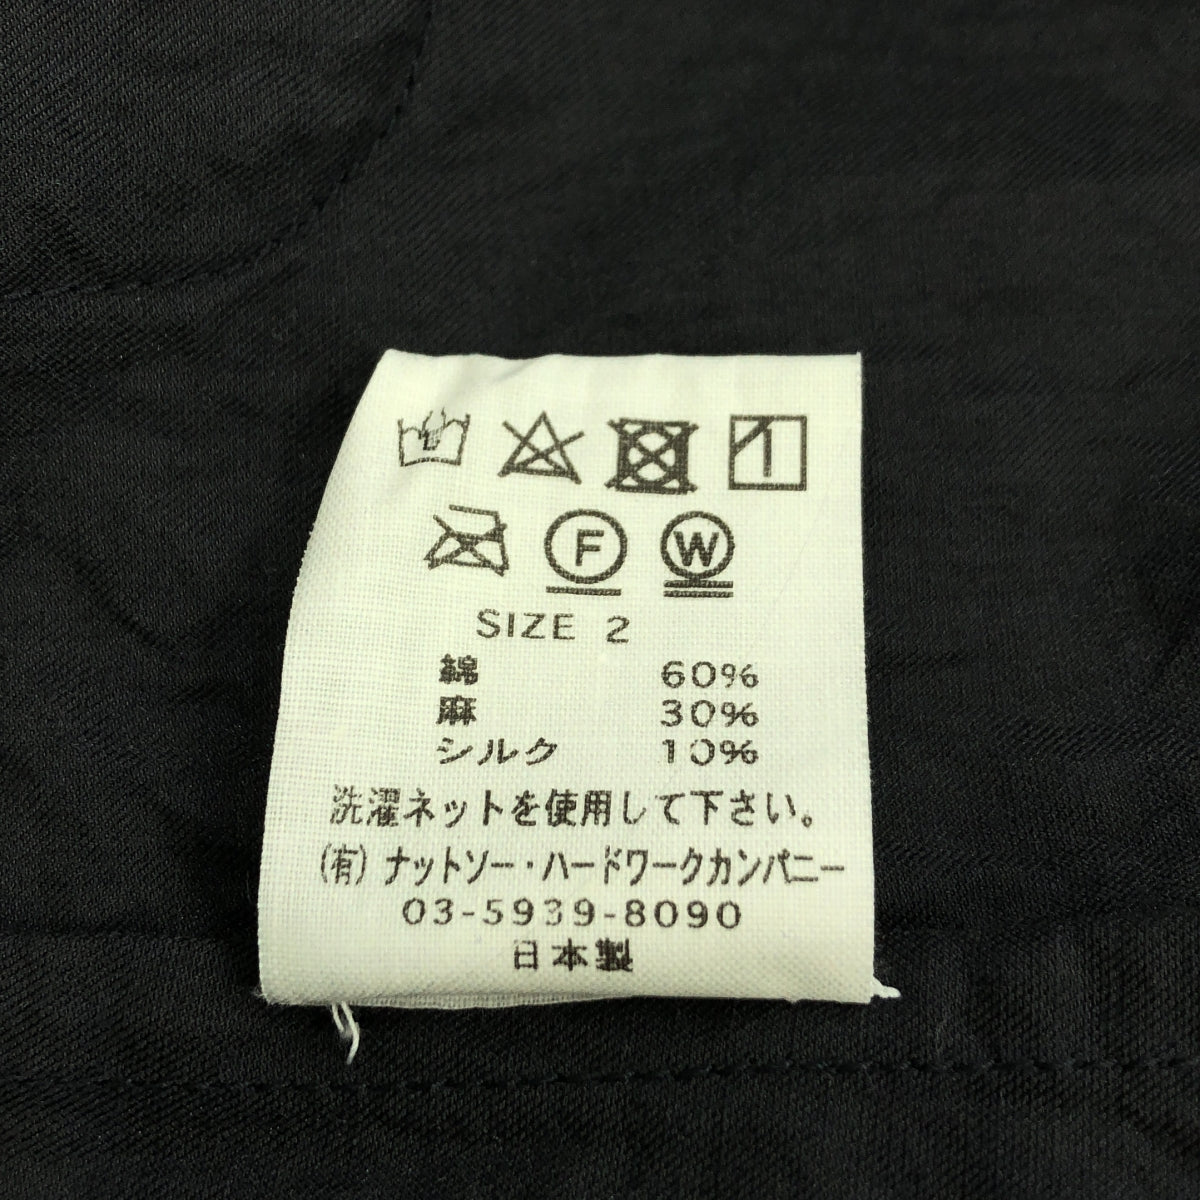 F W
SIZE 2
綿 60%
麻 30%
シルク 10%
洗濯ネットを使用して下さい。
(有) ナットソー・ハードワークカンパニー
03-5939-8090
日本製